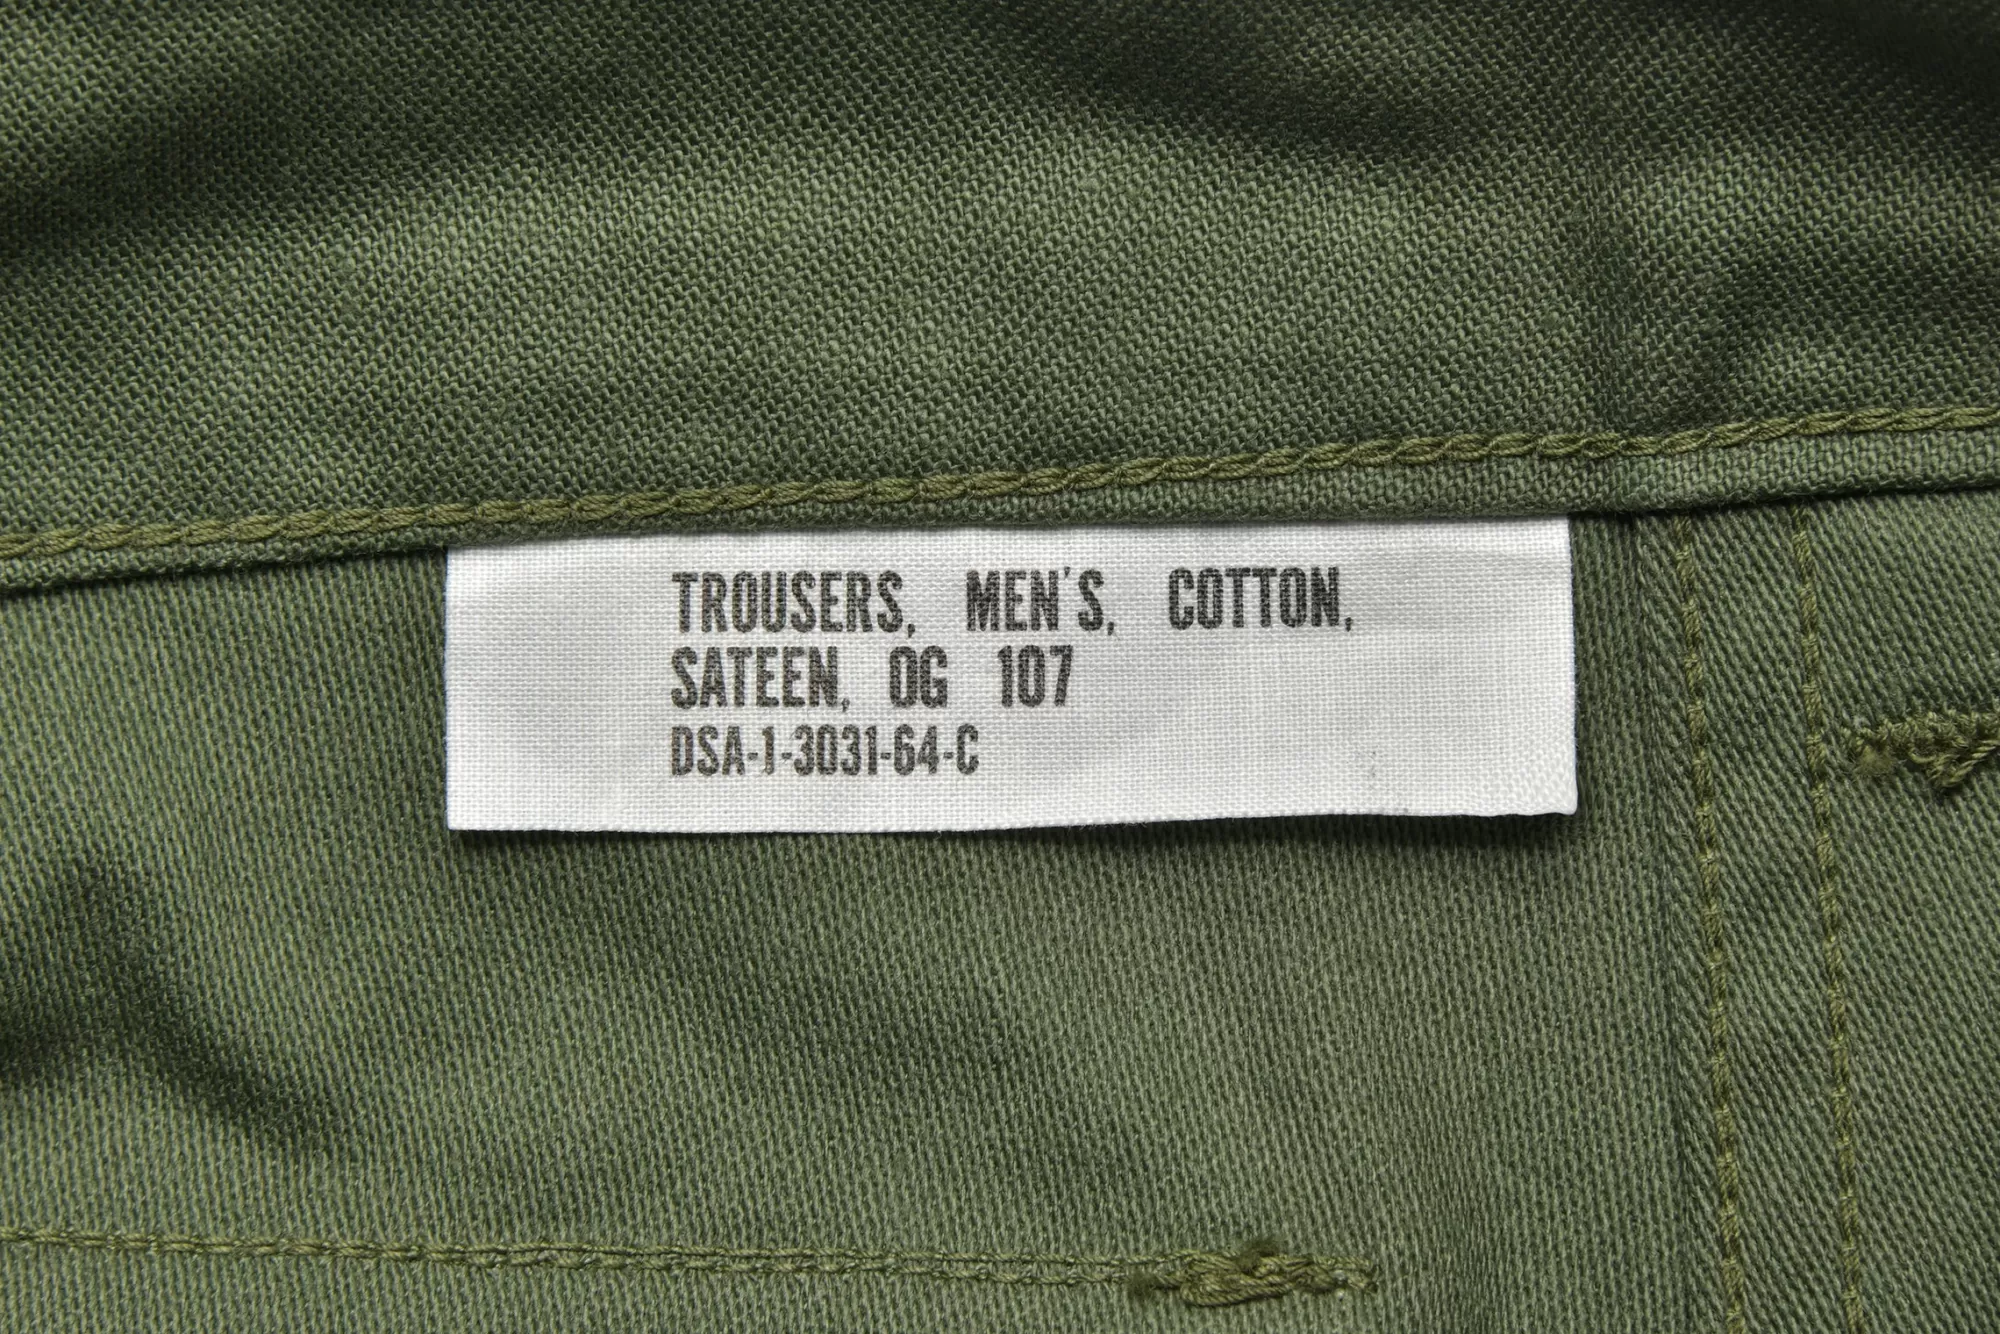 TROUSERS, MEN'S, COTTON,
SATEEN, OG 107
DSA-1-3031-64-C